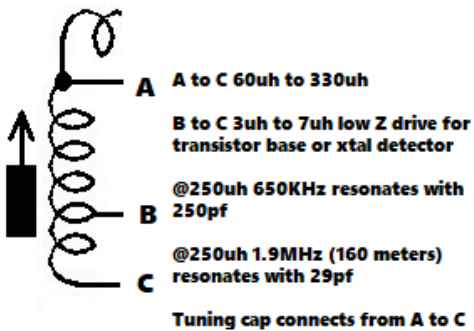 A
A to C 60uh to 330uh
B to C 3uh to 7uh low Z drive for
transistor base or xtal detector
@250uh 650KHz resonates with
250pf
B
@250uh 1.9MHz (160 meters)
resonates with 29pf
C
Tuning cap connects from A to C